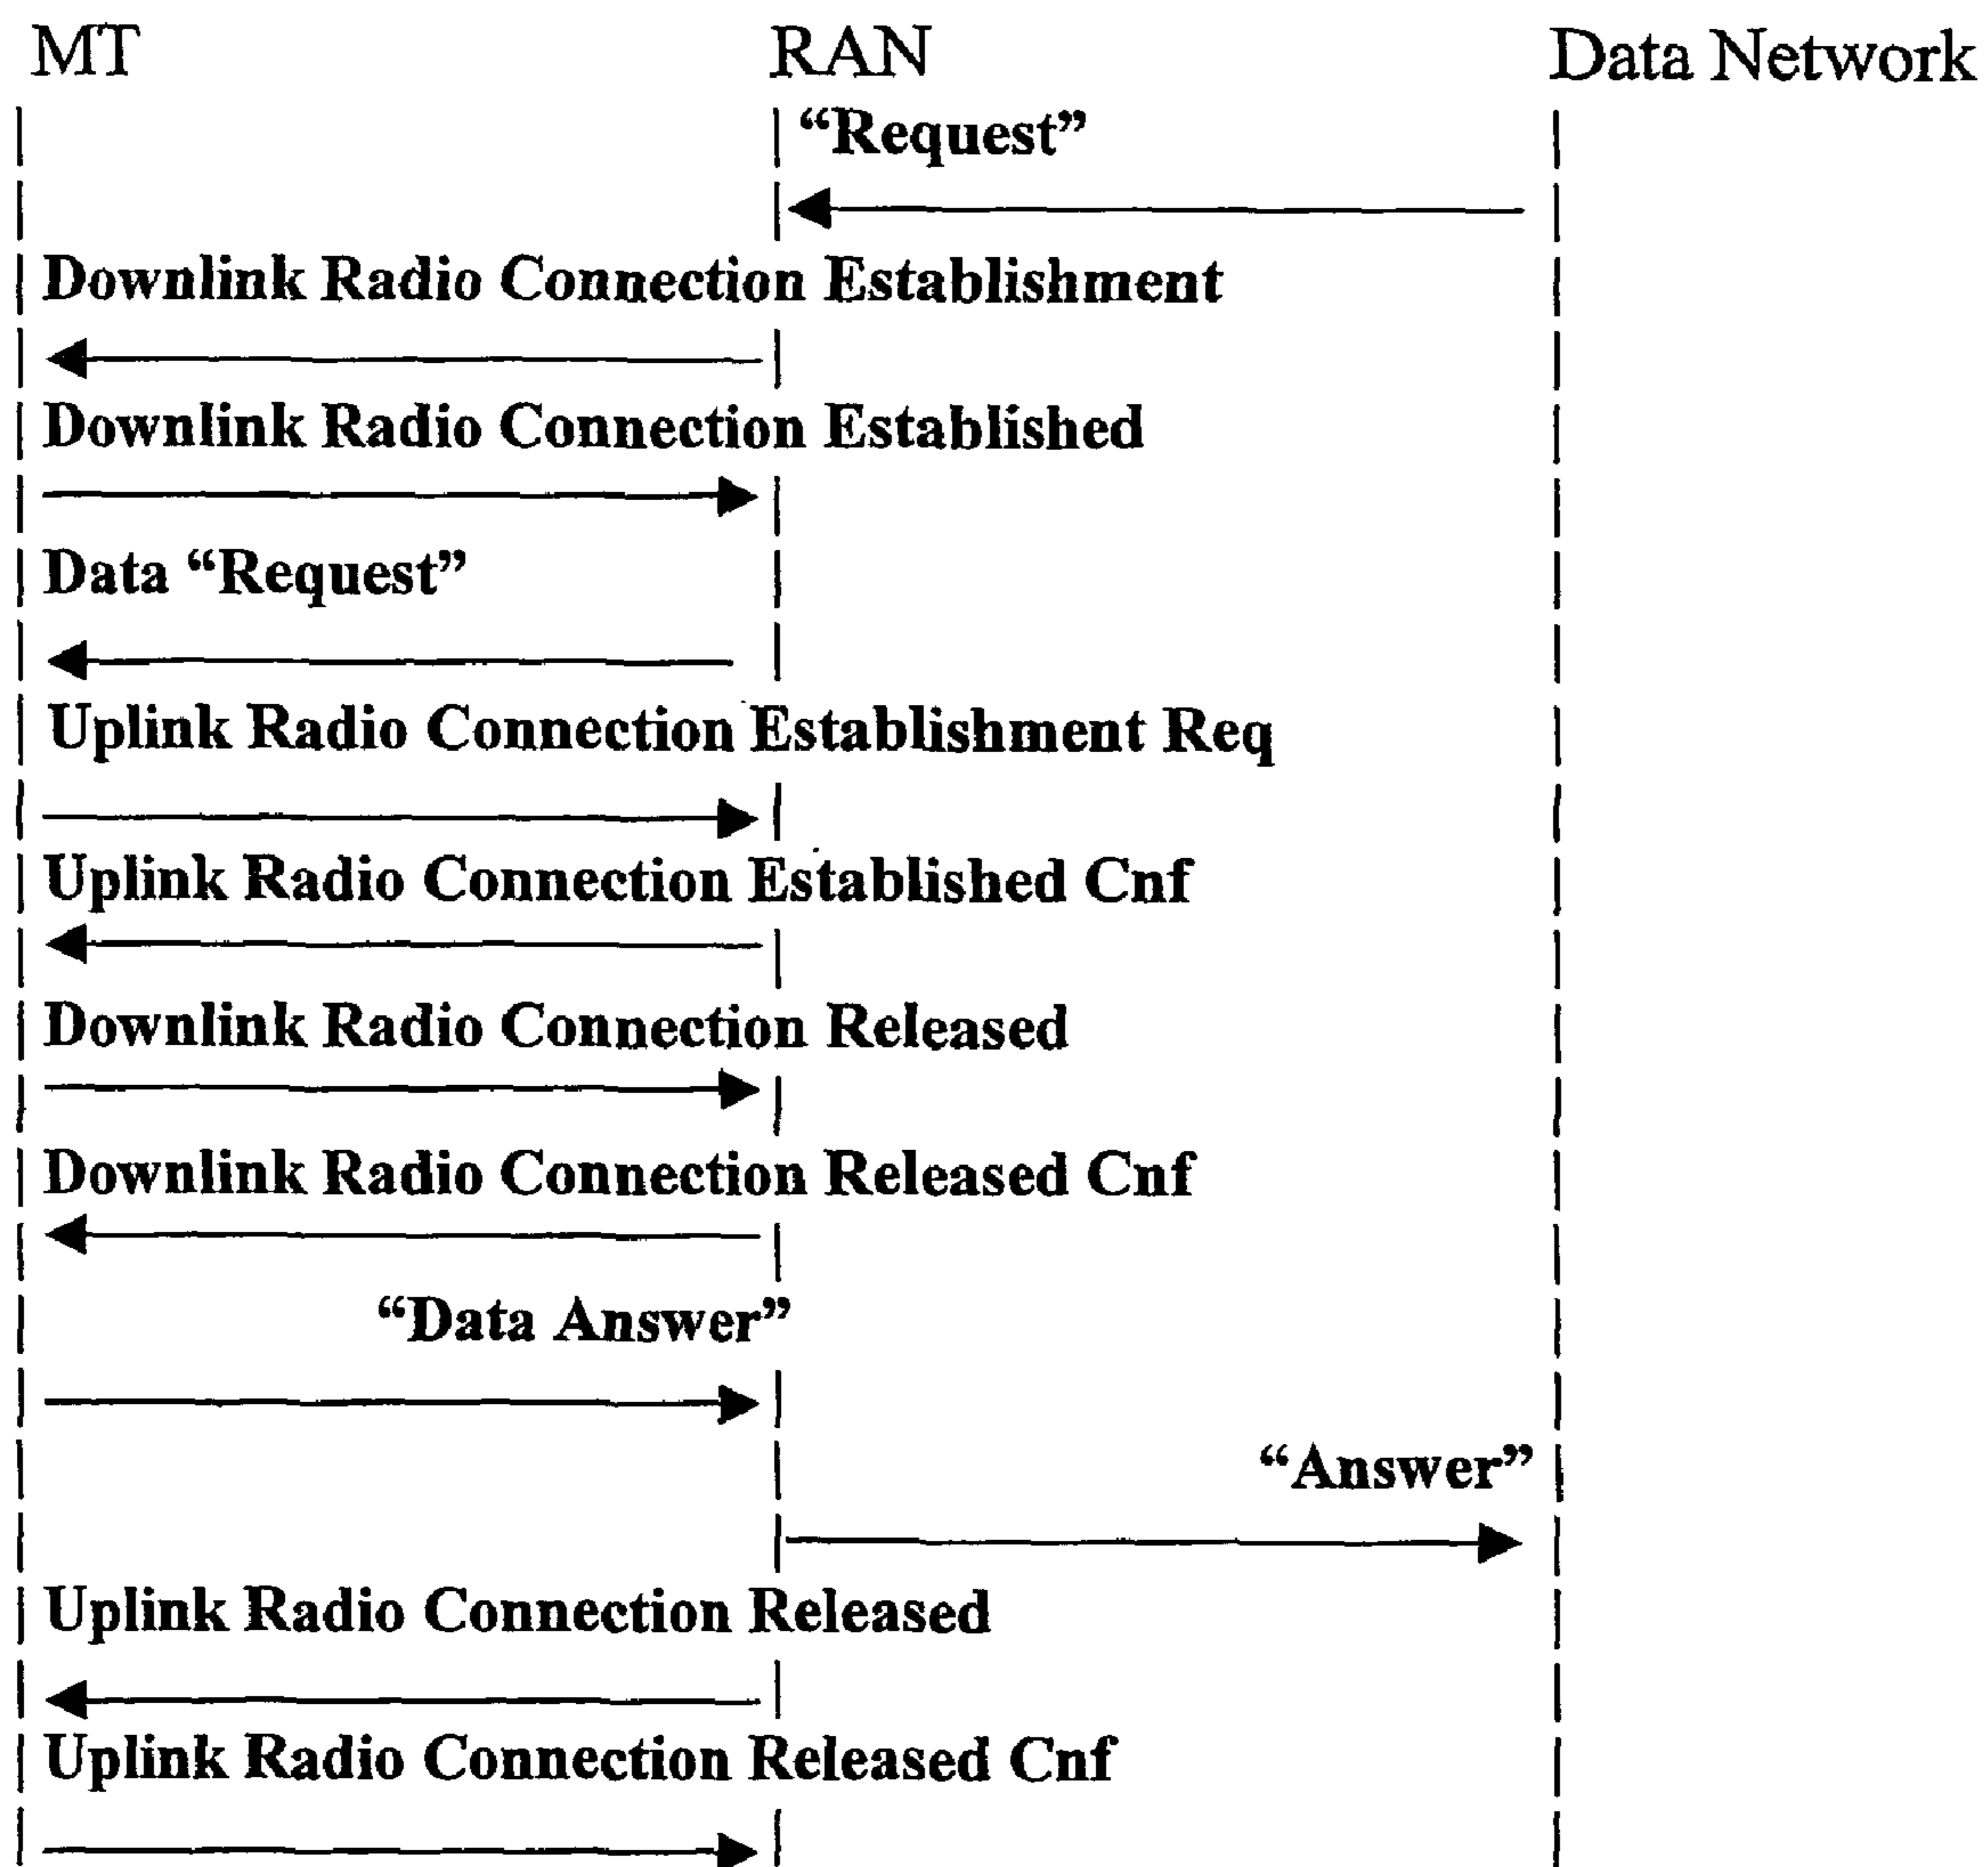 MT RAN Data Network
“Request”
Downlink Radio Connection Establishment
Downlink Radio Connection Established
Data “Request”
Uplink Radio Connection Establishment Req
Uplink Radio Connection Established Cnf
Downlink Radio Connection Released
Downlink Radio Connection Released Cnf
“Data Answer”
“Answer”
Uplink Radio Connection Released
Uplink Radio Connection Released Cnf